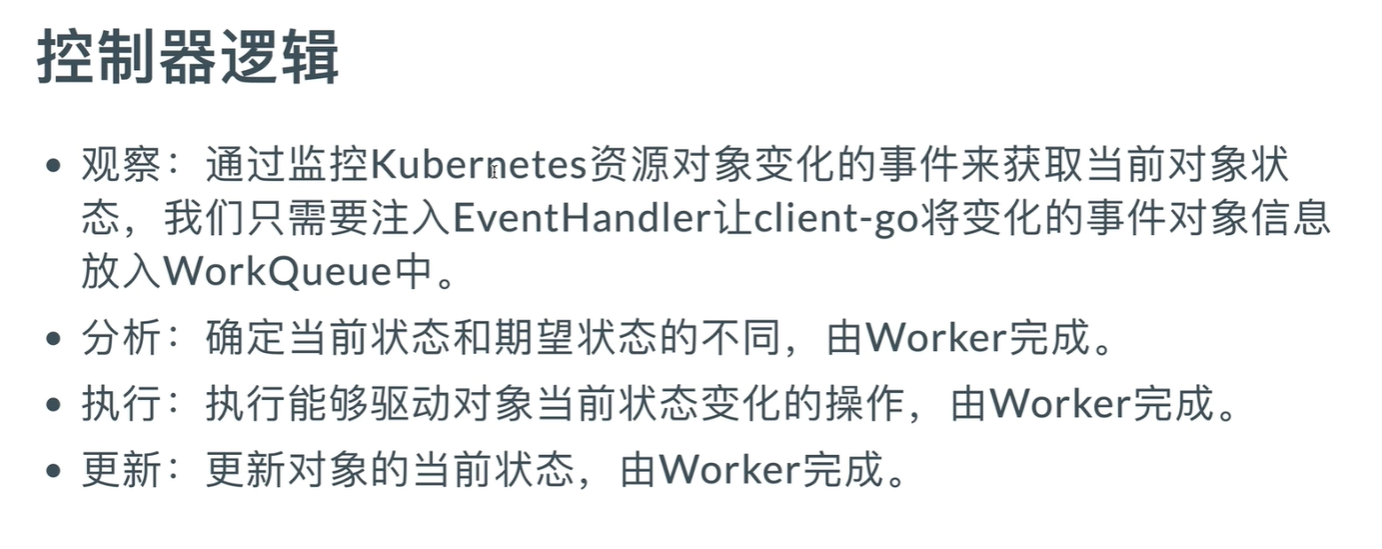 控制器逻辑
• 观察：通过监控Kubernetes资源对象变化的事件来获取当前对象状
态，我们只需要注入EventHandler让client-go将变化的事件对象信息
放入WorkQueue中。
• 分析：确定当前状态和期望状态的不同，由Worker完成。
• 执行：执行能够驱动对象当前状态变化的操作，由Worker完成。
• 更新：更新对象的当前状态，由Worker完成。